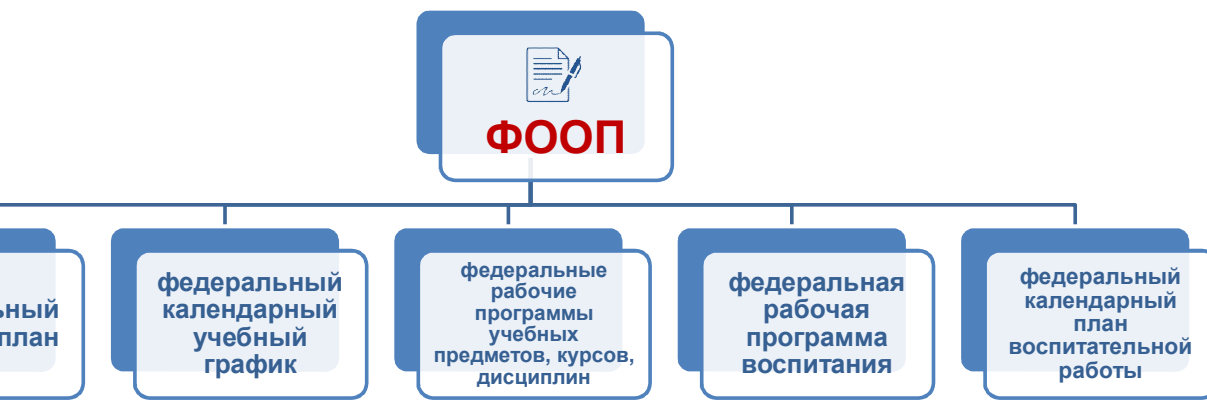 ФООП
план
федеральный
календарный
учебный
график
федеральные
рабочие
программы
учебных
предметов, курсов,
дисциплин
федеральная
рабочая
программа
воспитания
федеральный
календарный
план
воспитательной
работы